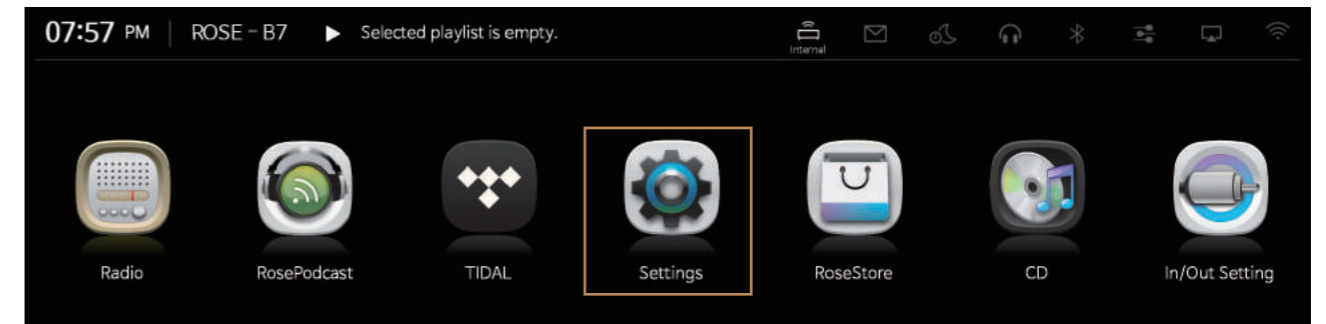 07:57 PM ROSE - B7 Selected playlist is empty.
Internal
Radio RosePodcast TIDAL Settings RoseStore CD In/Out Setting